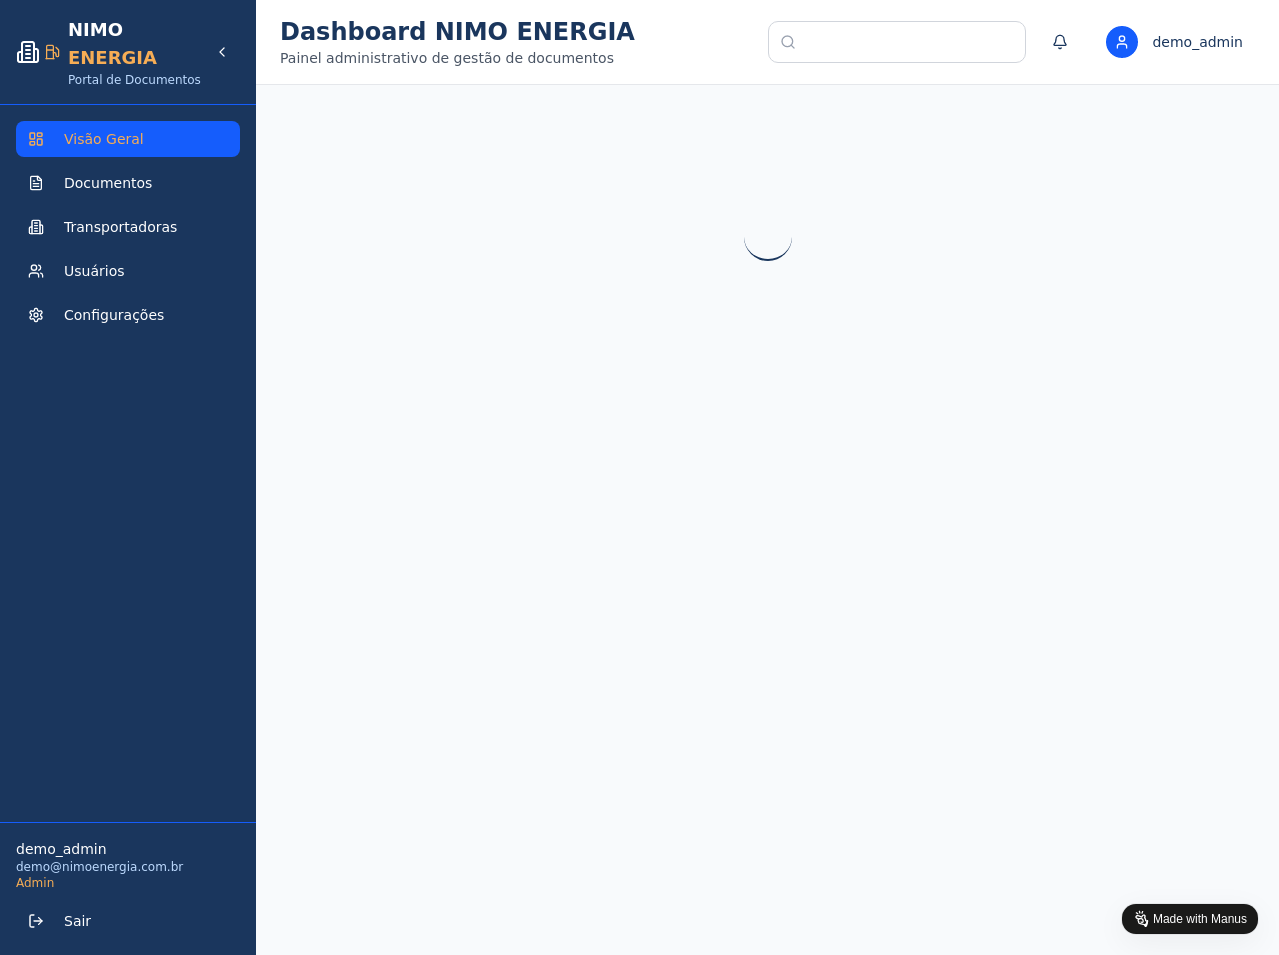 NIMO
ENERGIA
Portal de Documentos
Visão Geral
Documentos
Transportadoras
Usuários
Configurações
demo_admin
demo@nimoenergia.com.br
Admin
Sair
Dashboard NIMO ENERGIA
Painel administrativo de gestão de documentos
demo_admin
Made with Manus